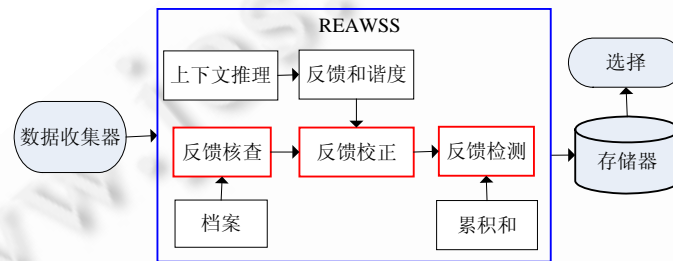 REAWSS
选择
上下文推理
反馈和谐度
数据收集器
反馈核查
反馈校正
反馈检测
存储器
档案
累积和